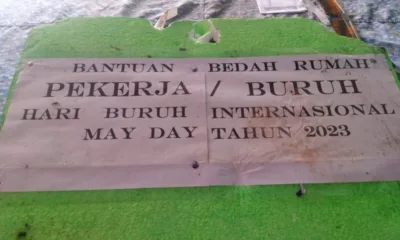 BANTUAN BEDAH RUMAH
PEKERJA / BURUH
HARI BURUH INTERNASIONAL
MAY DAY TAHUN 2023